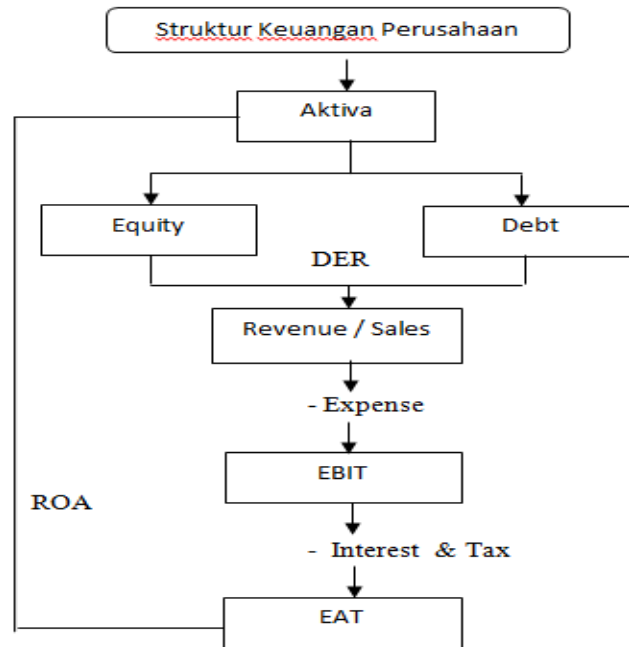 Struktur Keuangan Perusahaan
Aktiva
Equity
Debt
DER
Revenue / Sales
- Expense
EBIT
ROA
- Interest & Tax
EAT